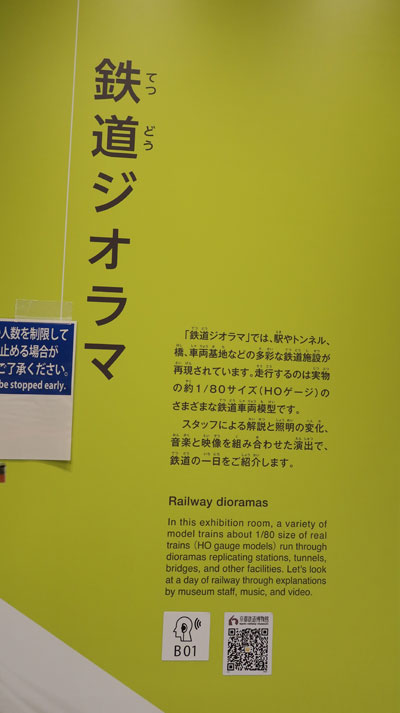 鉄道ジオラマ
人数を制限して
止める場合が
ご了承ください。
be stopped early.
「鉄道ジオラマ」では、駅やトンネル、
橋、車両基地などの多彩な鉄道施設が
再現されています。走行するのは実物
の約1/80サイズ（HOゲージ）の
さまざまな鉄道車両模型です。
スタッフによる解説と照明の変化、
音楽と映像を組み合わせた演出で、
鉄道の一日をご紹介します。
Railway dioramas
In this exhibition room, a variety of
model trains about 1/80 size of real
trains (HO gauge models) run through
dioramas replicating stations, tunnels,
bridges, and other facilities. Let's look
at a day of railway through explanations
by museum staff, music, and video.
B01
京都鉄道博物館